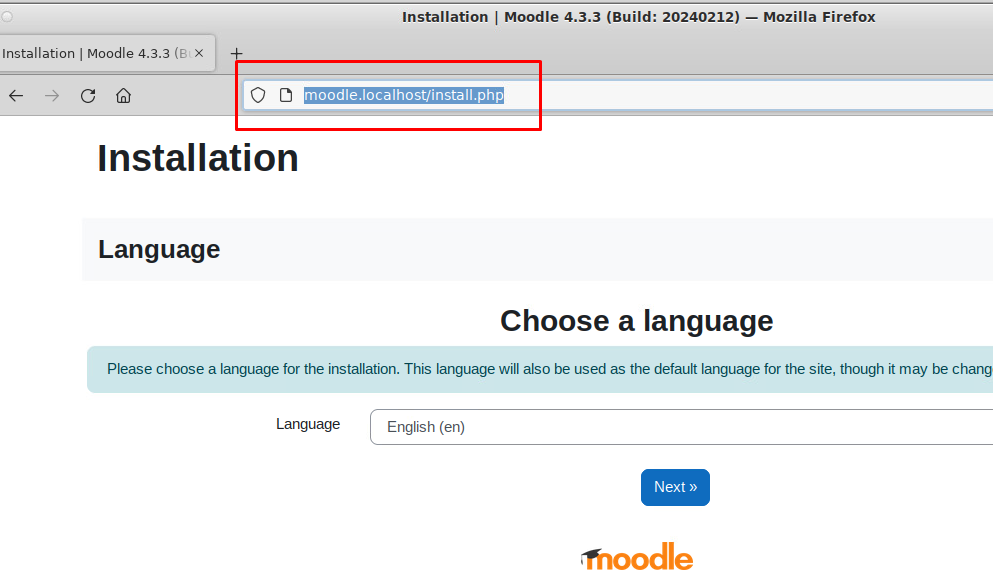 Installation | Moodle 4.3.3 (Build: 20240212) — Mozilla Firefox
Installation | Moodle 4.3.3 (Bu
moodle.localhost/install.php
Installation
Language
Choose a language
Please choose a language for the installation. This language will also be used as the default language for the site, though it may be chang
Language
English (en)
Next »
moodle